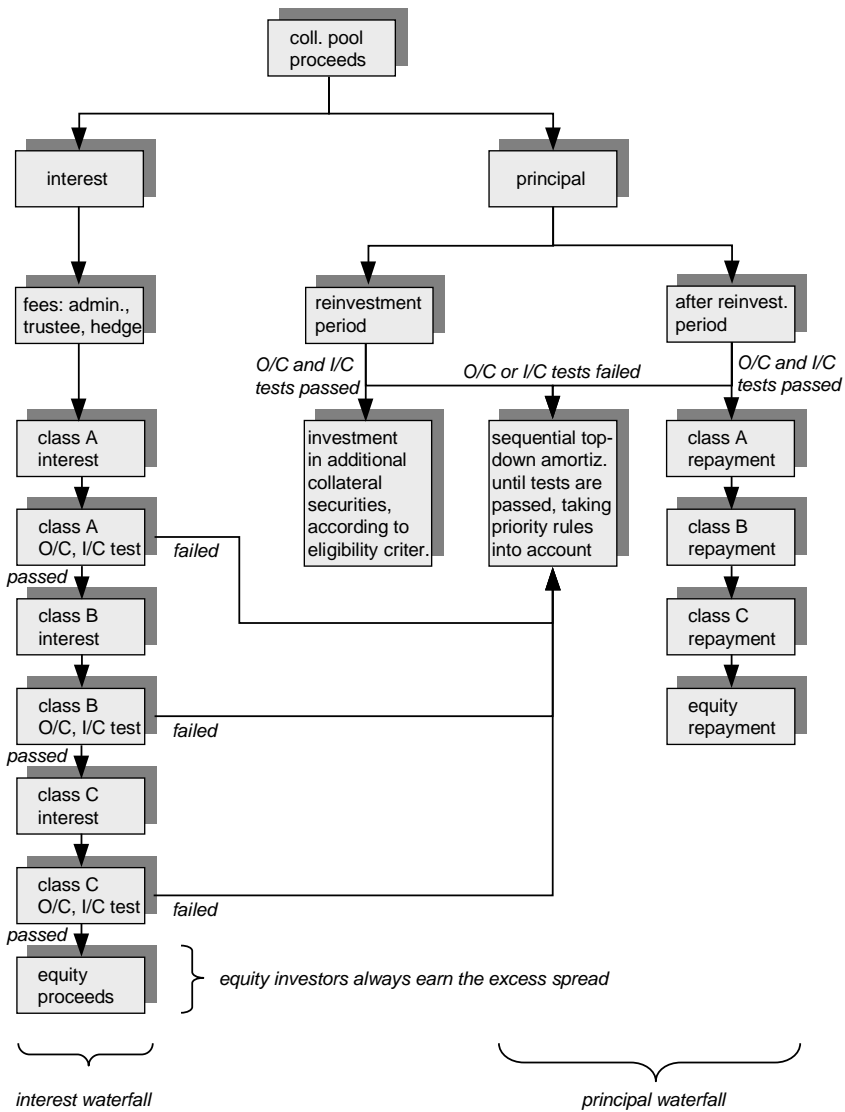 coll. pool
proceeds
interest
principal
fees: admin.,
trustee, hedge
reinvestment
period
after reinvest.
period
O/C and I/C
tests passed
O/C or I/C tests failed
O/C and I/C
tests passed
class A
interest
investment
in additional
collateral
securities,
according to
eligibility criter.
sequential top-
down amortiz.
until tests are
passed, taking
priority rules
into account
class A
repayment
class A
O/C, I/C test
failed
passed
class B
repayment
class B
interest
class C
repayment
class B
O/C, I/C test
failed
passed
equity
repayment
class C
interest
class C
O/C, I/C test
failed
passed
equity
proceeds
equity investors always earn the excess spread
interest waterfall
principal waterfall